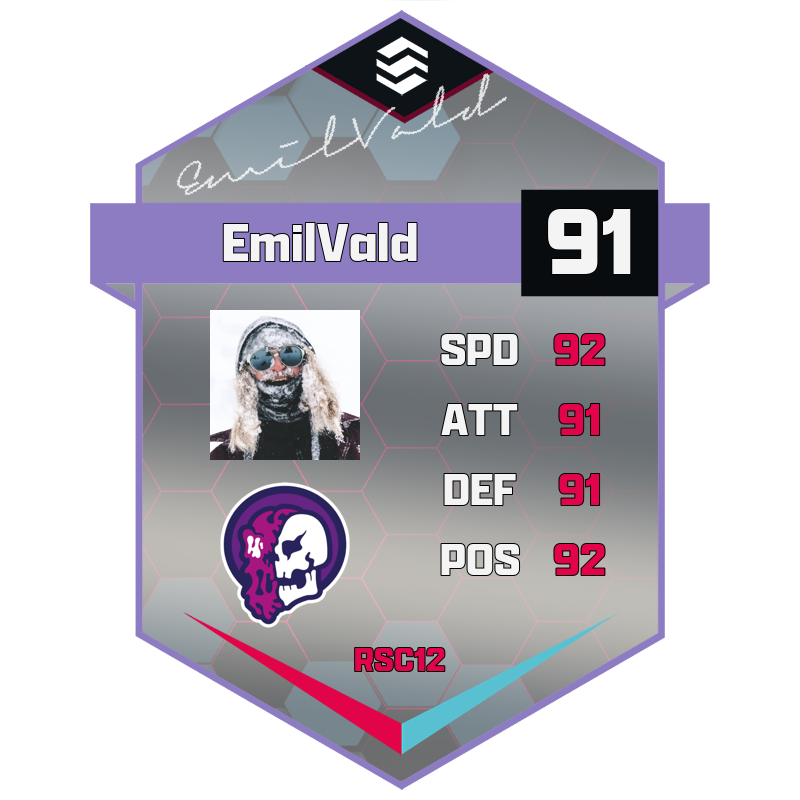 EmilVald
EmilVald 91
SPD 92
ATT 91
DEF 91
POS 92
RSC12